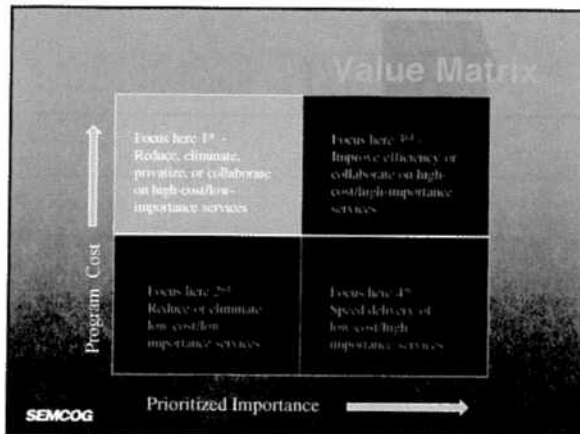 Value Matrix
Focus here 1st -
Reduce, eliminate,
privatize, or collaborate
on high-cost/low-
importance services
Focus here 3rd -
Improve efficiency or
collaborate on high-
cost/high-importance
services
Focus here 2nd -
Reduce or eliminate
low-cost/low
importance services
Focus here 4th -
Speed delivery of
low-cost/high
importance services
Program Cost
Prioritized Importance
SEMCOG